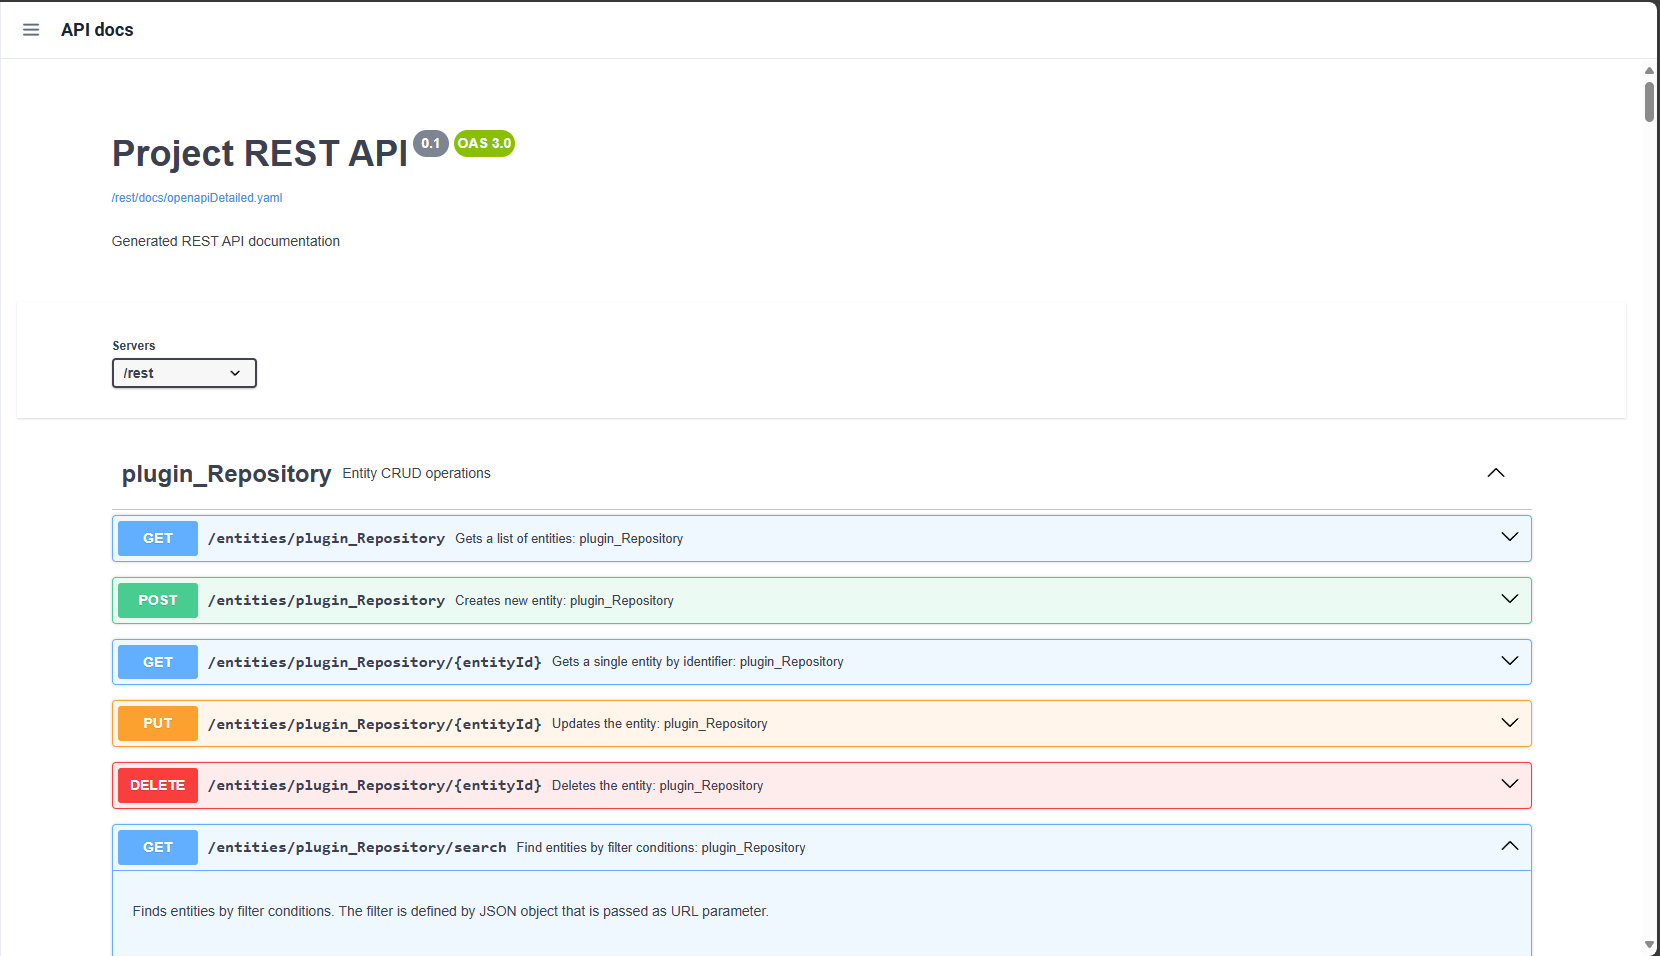 API docs
Project REST API 0.1 OAS 3.0
/rest/docs/openapiDetailed.yaml
Generated REST API documentation
Servers
/rest
plugin_Repository Entity CRUD operations
GET /entities/plugin_Repository Gets a list of entities: plugin_Repository
POST /entities/plugin_Repository Creates new entity: plugin_Repository
GET /entities/plugin_Repository/{entityId} Gets a single entity by identifier: plugin_Repository
PUT /entities/plugin_Repository/{entityId} Updates the entity: plugin_Repository
DELETE /entities/plugin_Repository/{entityId} Deletes the entity: plugin_Repository
GET /entities/plugin_Repository/search Find entities by filter conditions: plugin_Repository
Finds entities by filter conditions. The filter is defined by JSON object that is passed as URL parameter.